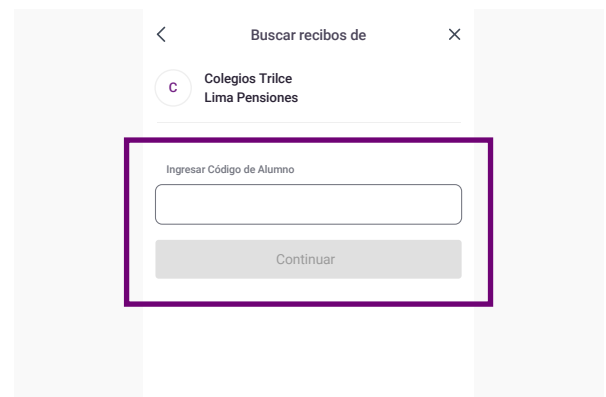 Buscar recibos de
C
Colegios Trilce
Lima Pensiones
Ingresar Código de Alumno
Continuar